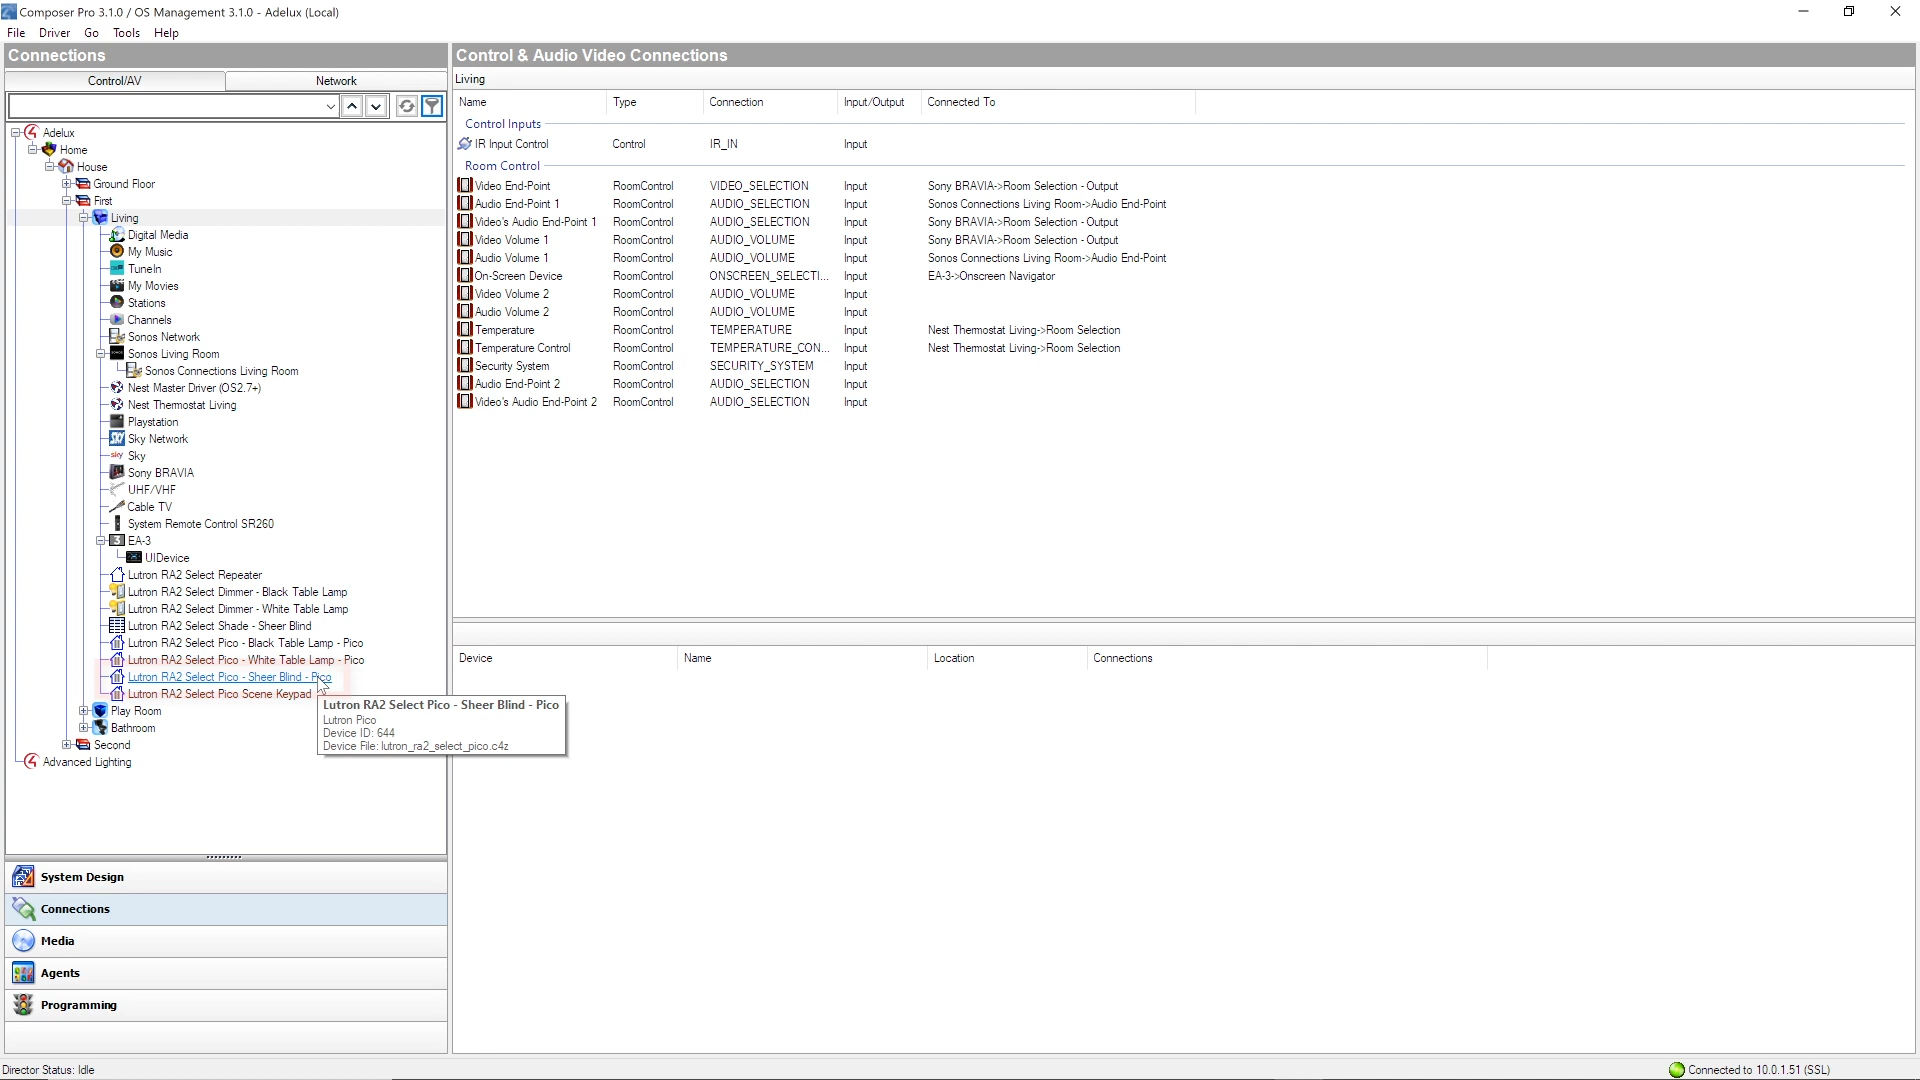 Composer Pro 3.1.0 / OS Management 3.1.0 - Adelux (Local)
File Driver Go Tools Help
Connections
Control/AV Network
Adelux
Home
House
Ground Floor
First
Living
Digital Media
My Music
TuneIn
My Movies
Stations
Channels
Sonos Network
Sonos Living Room
Sonos Connections Living Room
Nest Master Driver (OS2.7+)
Nest Thermostat Living
Playstation
Sky Network
Sky
Sony BRAVIA
UHF/VHF
Cable TV
System Remote Control SR260
EA-3
UIDevice
Lutron RA2 Select Repeater
Lutron RA2 Select Dimmer - Black Table Lamp
Lutron RA2 Select Dimmer - White Table Lamp
Lutron RA2 Select Shade - Sheer Blind
Lutron RA2 Select Pico - Black Table Lamp - Pico
Lutron RA2 Select Pico - White Table Lamp - Pico
Lutron RA2 Select Pico - Sheer Blind - Pico
Lutron RA2 Select Pico Scene Keypad
Play Room
Bathroom
Second
Advanced Lighting
Lutron RA2 Select Pico - Sheer Blind - Pico
Lutron Pico
Device ID: 644
Device File: lutron_ra2_select_pico.c4z
System Design
Connections
Media
Agents
Programming
Control & Audio Video Connections
Living
Name Type Connection Input/Output Connected To
Control Inputs
IR Input Control Control IR_IN Input
Room Control
Video End-Point RoomControl VIDEO_SELECTION Input Sony BRAVIA->Room Selection - Output
Audio End-Point 1 RoomControl AUDIO_SELECTION Input Sonos Connections Living Room->Audio End-Point
Video's Audio End-Point 1 RoomControl AUDIO_SELECTION Input Sony BRAVIA->Room Selection - Output
Video Volume 1 RoomControl AUDIO_VOLUME Input Sony BRAVIA->Room Selection - Output
Audio Volume 1 RoomControl AUDIO_VOLUME Input Sonos Connections Living Room->Audio End-Point
On-Screen Device RoomControl ONSCREEN_SELECTI... Input EA-3->Onscreen Navigator
Video Volume 2 RoomControl AUDIO_VOLUME Input
Audio Volume 2 RoomControl AUDIO_VOLUME Input
Temperature RoomControl TEMPERATURE Input Nest Thermostat Living->Room Selection
Temperature Control RoomControl TEMPERATURE_CON... Input Nest Thermostat Living->Room Selection
Security System RoomControl SECURITY_SYSTEM Input
Audio End-Point 2 RoomControl AUDIO_SELECTION Input
Video's Audio End-Point 2 RoomControl AUDIO_SELECTION Input
Device Name Location Connections
Director Status: Idle
Connected to 10.0.1.51 (SSL)